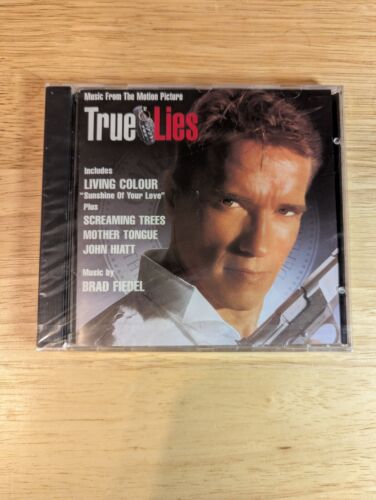 Music From The Motion Picture
True Lies
Includes
LIVING COLOUR
"Sunshine Of Your Love"
Plus
SCREAMING TREES
MOTHER TONGUE
JOHN HIATT
Music by
BRAD FIEDEL